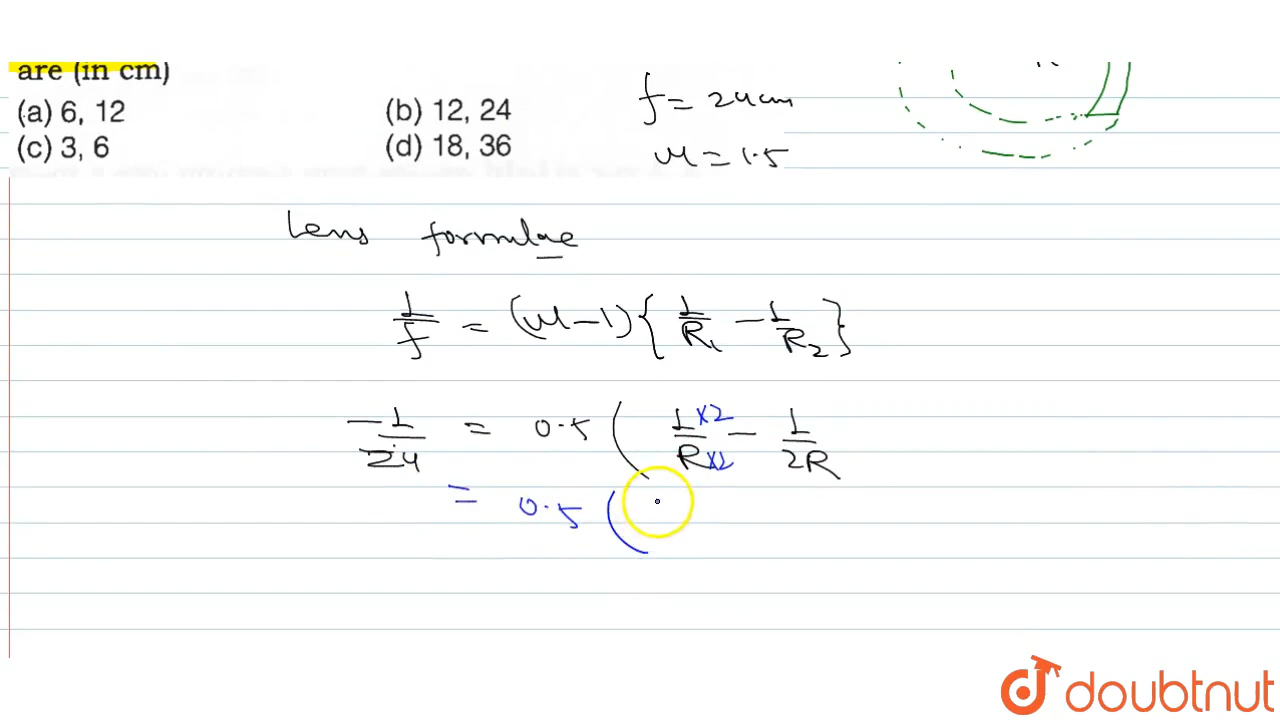 are (in cm)
(a) 6, 12 (b) 12, 24
(c) 3, 6 (d) 18, 36
f = 24cm
μ = 1.5
R
lens formulae
1/f = (μ-1){1/R₁ - 1/R₂}
-1/24 = 0.5 ( 1×2/R×2 - 1/2R
= 0.5 (
doubtnut